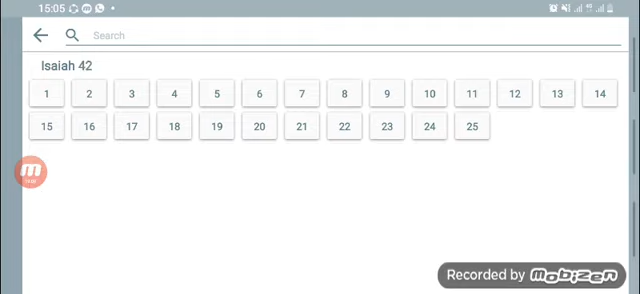 15:05
Search
Isaiah 42
1 2 3 4 5 6 7 8 9 10 11 12 13 14
15 16 17 18 19 20 21 22 23 24 25
Recorded by Mobizen